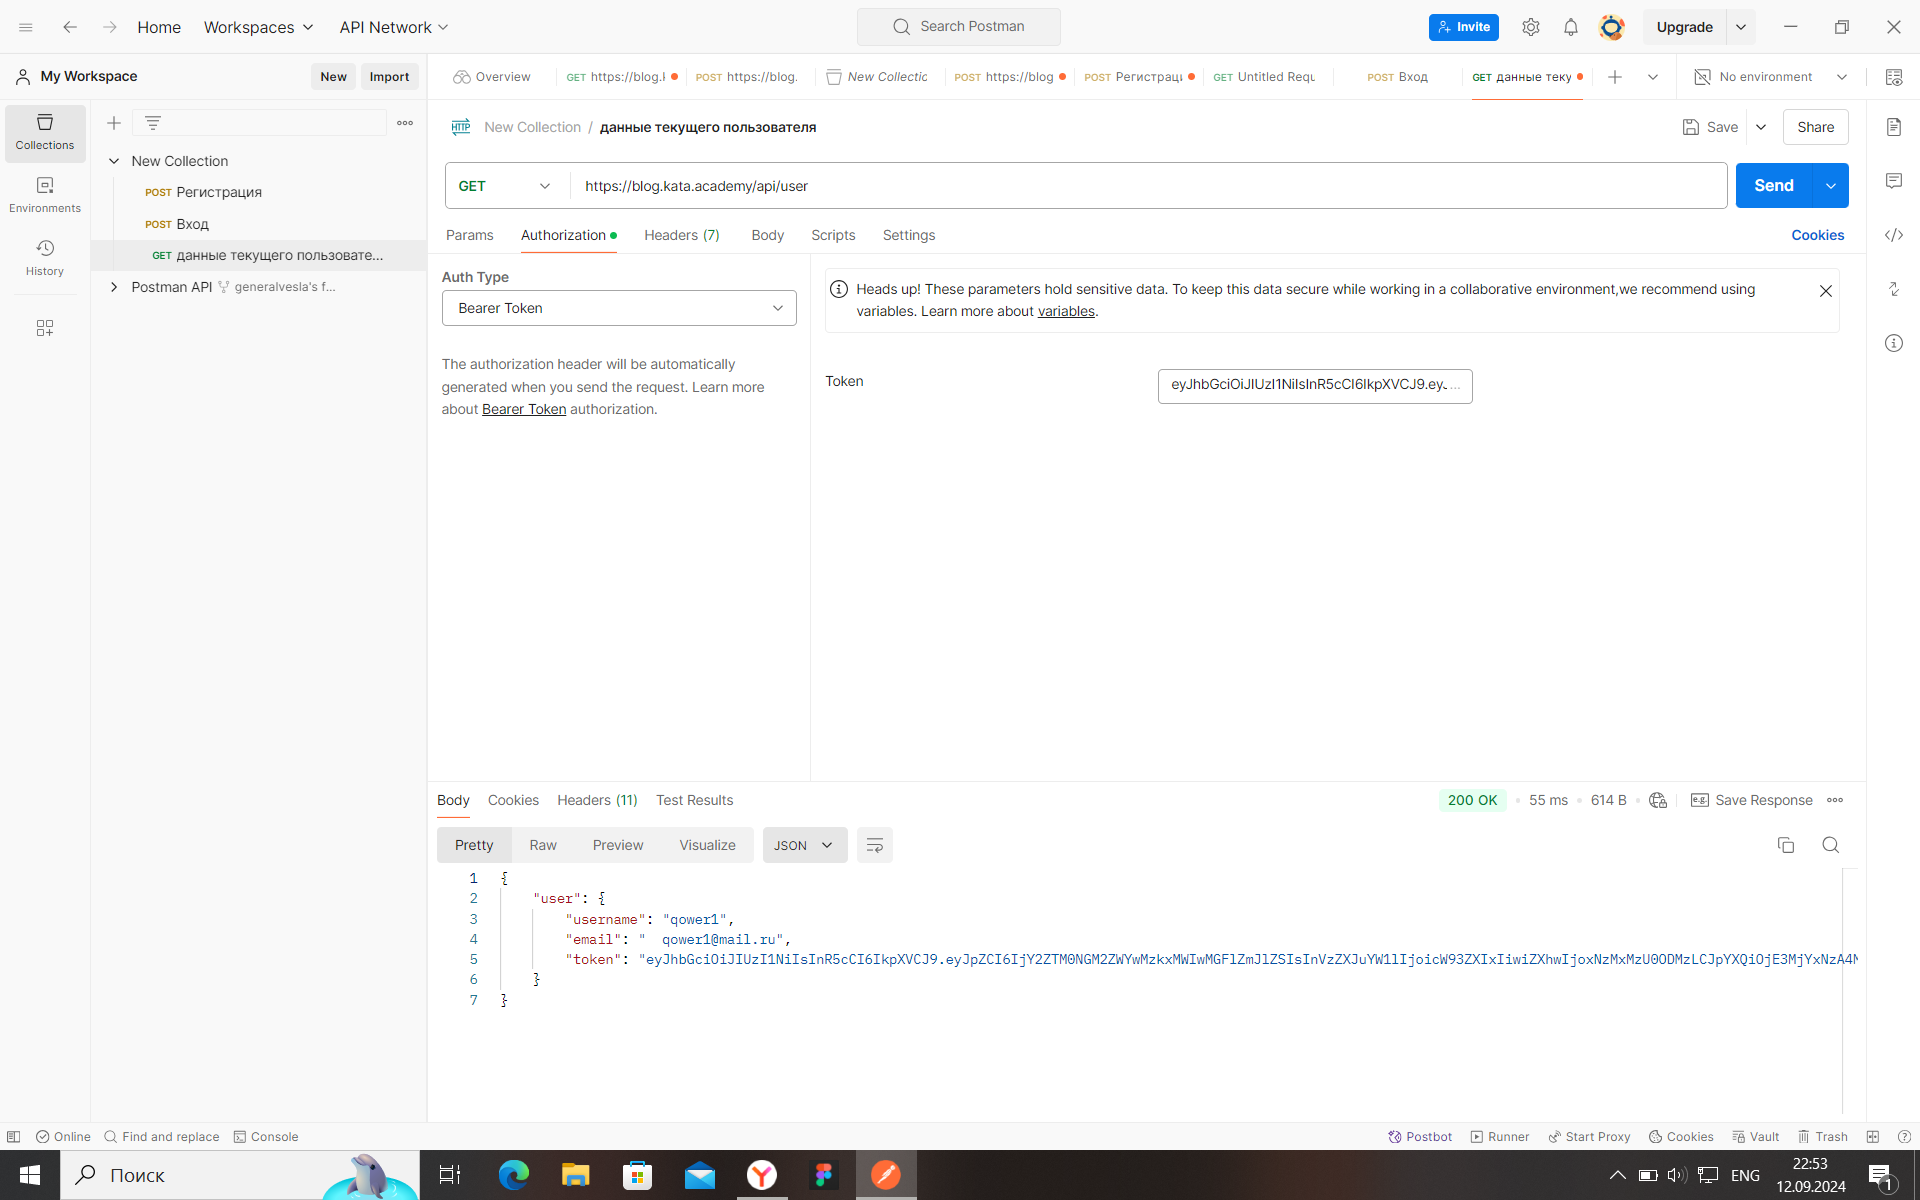 Home Workspaces API Network Search Postman Invite Upgrade
My Workspace New Import Overview GET https://blog. POST https://blog. New Collectic POST https://blog POST Регистраци GET Untitled Requ POST Вход GET данные теку No environment
Collections
Environments
History
New Collection
POST Регистрация
POST Вход
GET данные текущего пользовате...
Postman API generalvesla's f...
HTTP New Collection / данные текущего пользователя Save Share
GET https://blog.kata.academy/api/user Send
Params Authorization Headers (7) Body Scripts Settings Cookies
Auth Type
Bearer Token
The authorization header will be automatically
generated when you send the request. Learn more
about Bearer Token authorization.
Heads up! These parameters hold sensitive data. To keep this data secure while working in a collaborative environment,we recommend using
variables. Learn more about variables.
Token eyJhbGciOiJIUzI1NiIsInR5cCI6IkpXVCJ9.ey...
Body Cookies Headers (11) Test Results 200 OK 55 ms 614 B e.g. Save Response
Pretty Raw Preview Visualize JSON
1 {
2 "user": {
3 "username": "qower1",
4 "email": "  qower1@mail.ru",
5 "token": "eyJhbGciOiJIUzI1NiIsInR5cCI6IkpXVCJ9.eyJpZCI6IjY2ZTM0NGM2ZWYwMzkxMWIwMGFlZmJlZSIsInVzZXJuYW1lIjoicW93ZXIxIiwiZXhwIjoxNzMxMzU0ODMzLCJpYXQiOjE3MjYxNzA4M
6 }
7 }
Online Find and replace Console Postbot Runner Start Proxy Cookies Vault Trash
Поиск ENG 22:53
12.09.2024 1